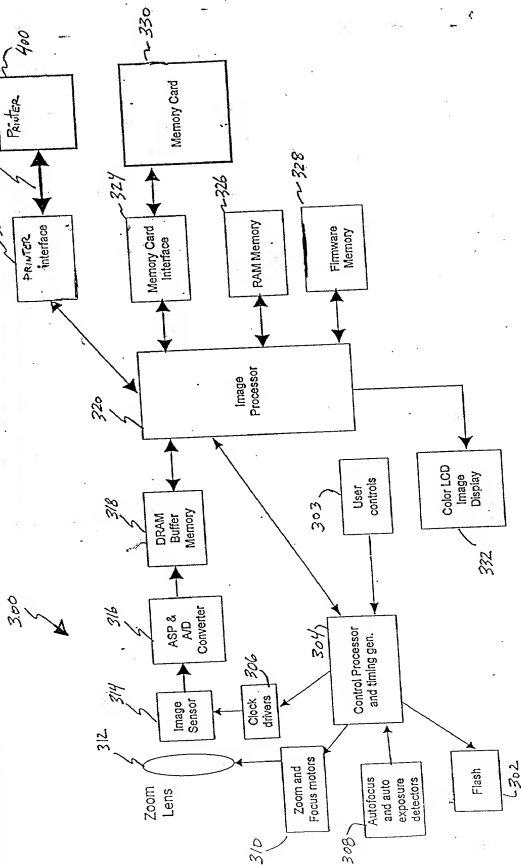 300
Zoom
Lens
312
Image
Sensor
314
ASP &
A/D
Converter
316
DRAM
Buffer
Memory
318
Image
Processor
320
PRINTER
interface
PRINTER
400
Memory Card
Interface
324
Memory Card
330
RAM Memory
326
Firmware
Memory
328
Clock
drivers
306
Zoom and
Focus motors
310
Control Processor
and timing gen.
304
User
controls
303
Color LCD
Image
Display
332
Autofocus
and auto
exposure
detectors
308
Flash
302